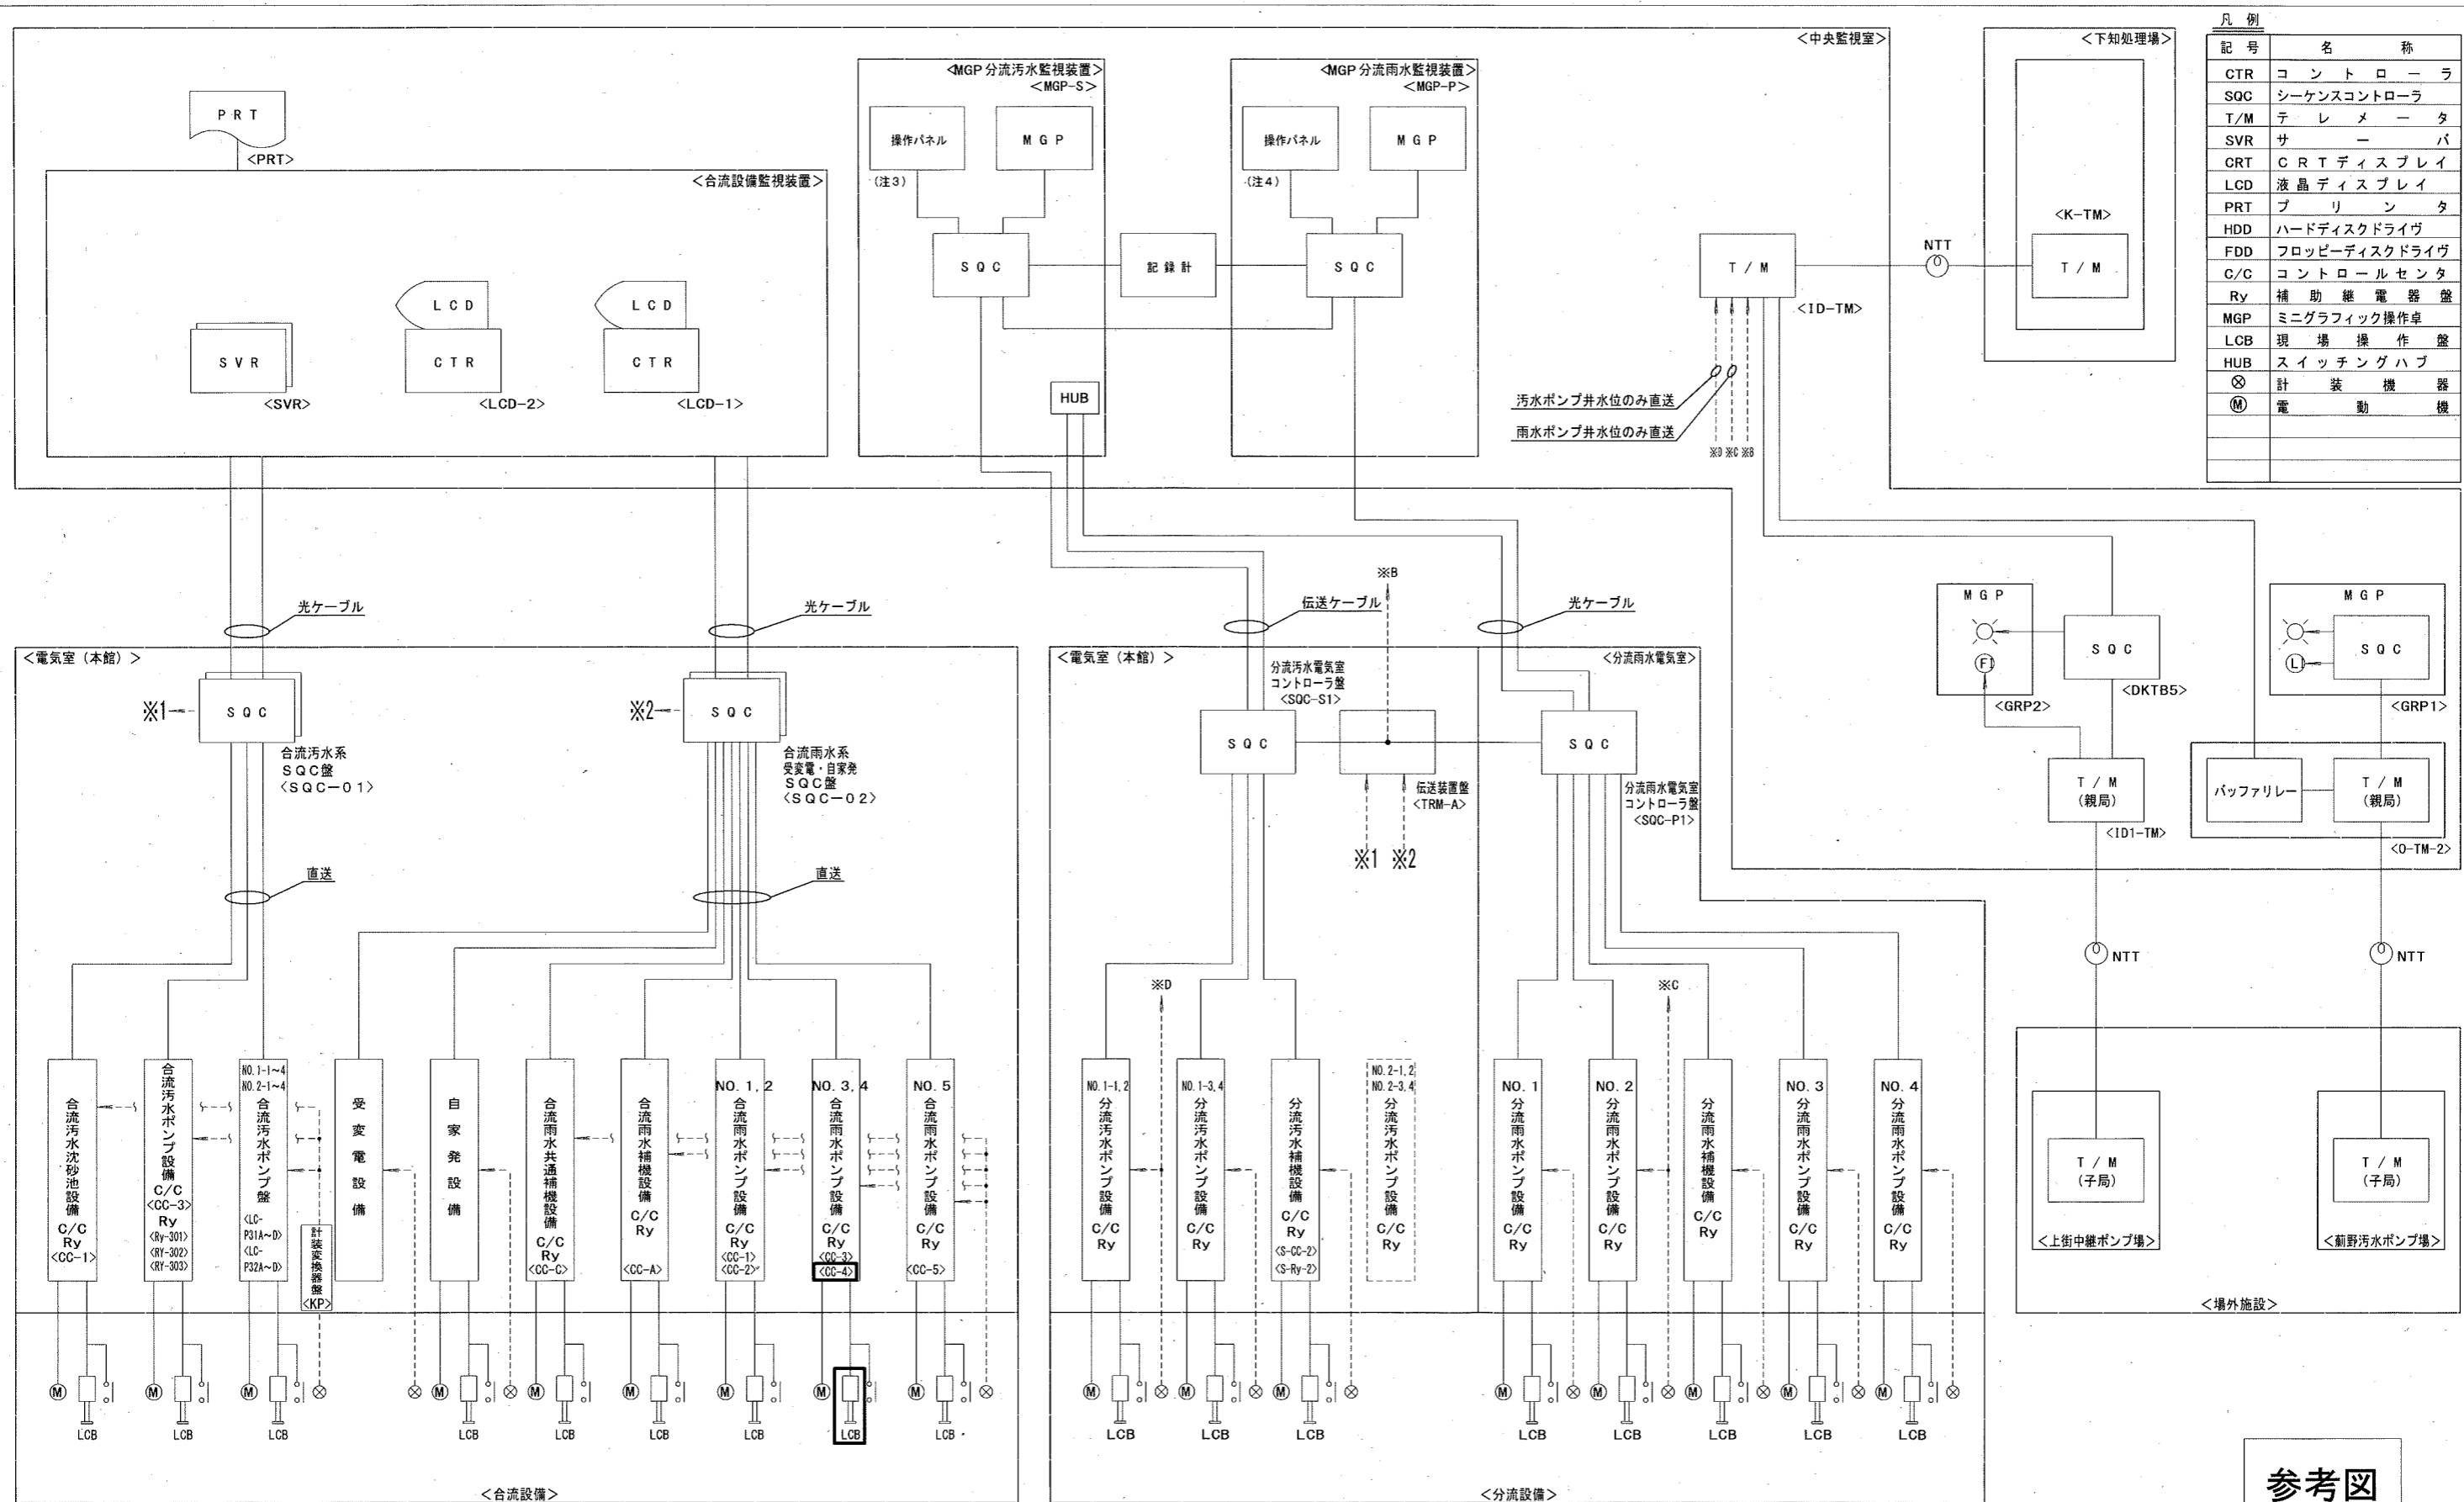 <中央監視室>
PRT
<PRT>
<合流設備監視装置>
SVR
<SVR>
LCD
CTR
<LCD-2>
LCD
CTR
<LCD-1>
<MGP分流汚水監視装置>
<MGP-S>
操作パネル
MGP
(注3)
SQC
HUB
記録計
<MGP分流雨水監視装置>
<MGP-P>
操作パネル
MGP
(注4)
SQC
T/M
<ID-TM>
汚水ポンプ井水位のみ直送
雨水ポンプ井水位のみ直送
※D ※C ※B
NTT
<下知処理場>
<K-TM>
T/M
凡例
記号 名称
CTR コントローラ
SQC シーケンスコントローラ
T/M テレメータ
SVR サーバ
CRT CRTディスプレイ
LCD 液晶ディスプレイ
PRT プリンタ
HDD ハードディスクドライヴ
FDD フロッピーディスクドライヴ
C/C コントロールセンタ
Ry 補助継電器盤
MGP ミニグラフィック操作卓
LCB 現場操作盤
HUB スイッチングハブ
⊗ 計装機器
Ⓜ 電動機
光ケーブル
光ケーブル
伝送ケーブル
※B
光ケーブル
<電気室(本館)>
※1
SQC
合流汚水系
SQC盤
<SQC-01>
※2
SQC
合流雨水系
受変電・自家発
SQC盤
<SQC-02>
直送
直送
合流汚水沈砂池設備
C/C
Ry
<CC-1>
合流汚水ポンプ設備
C/C
<CC-3>
Ry
<Ry-301>
<RY-302>
<RY-303>
NO.1-1~4
NO.2-1~4
合流汚水ポンプ盤
<LC-
P31A~D>
<LC-
P32A~D>
計装変換器盤
<KP>
受変電設備
自家発設備
合流雨水共通補機設備
C/C
Ry
<CC-C>
合流雨水補機設備
C/C
Ry
<CC-A>
NO.1,2
合流雨水ポンプ設備
C/C
Ry
<CC-1>
<CC-2>
NO.3,4
合流雨水ポンプ設備
C/C
Ry
<CC-3>
<CC-4>
NO.5
合流雨水ポンプ設備
C/C
Ry
<CC-5>
M
M
M
M
M
M
M
M
LCB
LCB
LCB
LCB
LCB
LCB
LCB
LCB
LCB
<合流設備>
<電気室(本館)>
分流汚水電気室
コントローラ盤
<SQC-S1>
SQC
伝送装置盤
<TRM-A>
※1 ※2
<分流雨水電気室>
SQC
分流雨水電気室
コントローラ盤
<SQC-P1>
※D
※C
NO.1-1,2
分流汚水ポンプ設備
C/C
Ry
NO.1-3,4
分流汚水ポンプ設備
C/C
Ry
分流汚水補機設備
C/C
Ry
<S-CC-2>
<S-Ry-2>
NO.2-1,2
NO.2-3,4
分流汚水ポンプ設備
C/C
Ry
NO.1
分流雨水ポンプ設備
C/C
Ry
NO.2
分流雨水ポンプ設備
C/C
Ry
分流雨水補機設備
C/C
Ry
NO.3
分流雨水ポンプ設備
C/C
Ry
NO.4
分流雨水ポンプ設備
C/C
Ry
M
M
M
M
M
M
M
M
LCB
LCB
LCB
LCB
LCB
LCB
LCB
LCB
<分流設備>
MGP
FI
<GRP2>
SQC
<DKTB5>
T/M
(親局)
<ID1-TM>
MGP
LI
SQC
<GRP1>
バッファリレー
T/M
(親局)
<O-TM-2>
NTT
NTT
T/M
(子局)
<上街中継ポンプ場>
T/M
(子局)
<薊野汚水ポンプ場>
<場外施設>
参考図